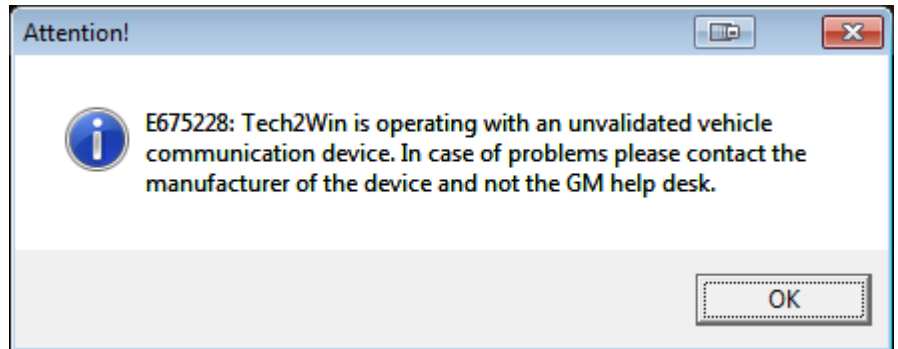 Attention!
E675228: Tech2Win is operating with an unvalidated vehicle
communication device. In case of problems please contact the
manufacturer of the device and not the GM help desk.
OK